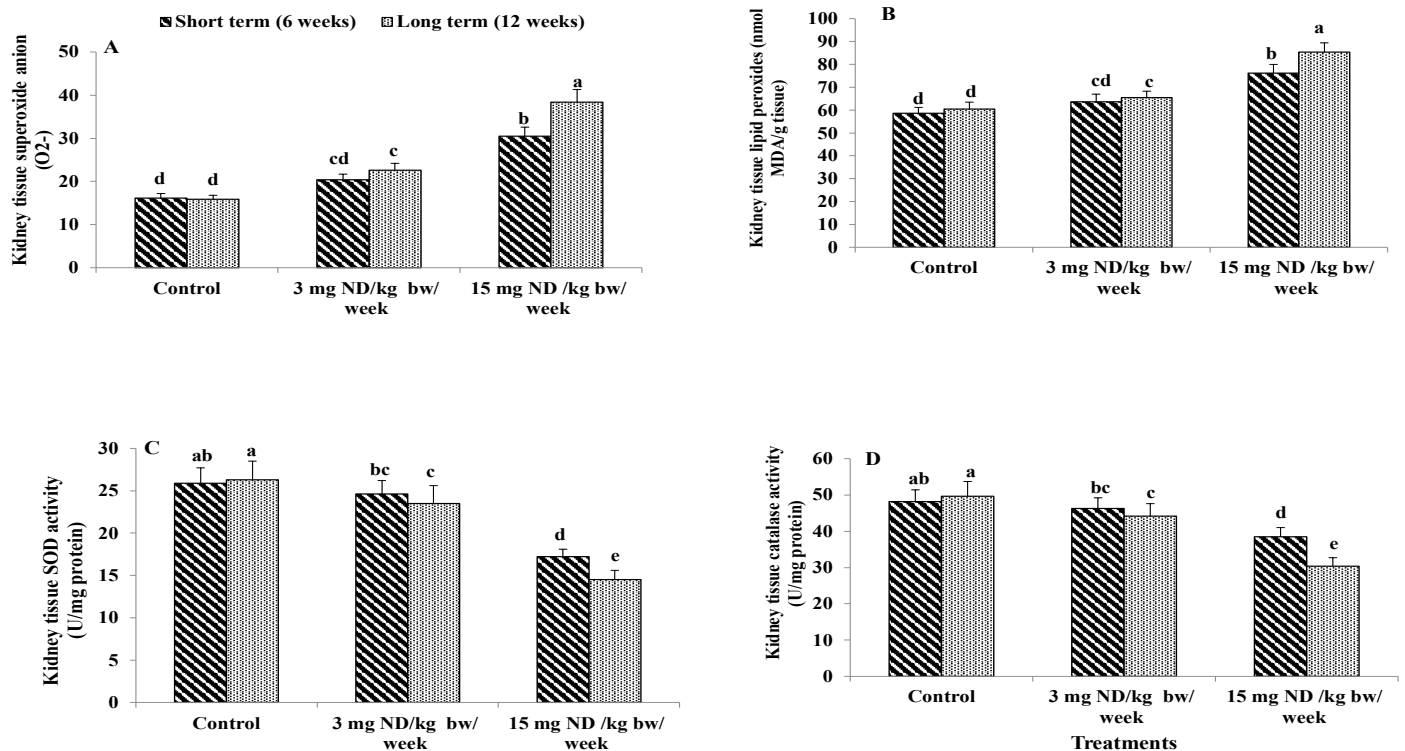 Short term (6 weeks) Long term (12 weeks)
A
Kidney tissue superoxide anion
(O2-)
50
40
30
20
10
0
d
d
cd
c
b
a
Control
3 mg ND/kg bw/
week
15 mg ND /kg bw/
week
B
Kidney tissue lipid peroxides (nmol
MDA/g tissue)
100
90
80
70
60
50
40
30
20
10
0
d
d
cd
c
b
a
Control
3 mg ND/kg bw/
week
15 mg ND /kg bw/
week
C
Kidney tissue SOD activity
(U/mg protein)
30
25
20
15
10
5
0
ab
a
bc
c
d
e
Control
3 mg ND/kg bw/
week
15 mg ND /kg bw/
week
D
Kidney tissue catalase activity
(U/mg protein)
60
50
40
30
20
10
0
ab
a
bc
c
d
e
Control
3 mg ND/kg bw/
week
15 mg ND /kg bw/
week
Treatments